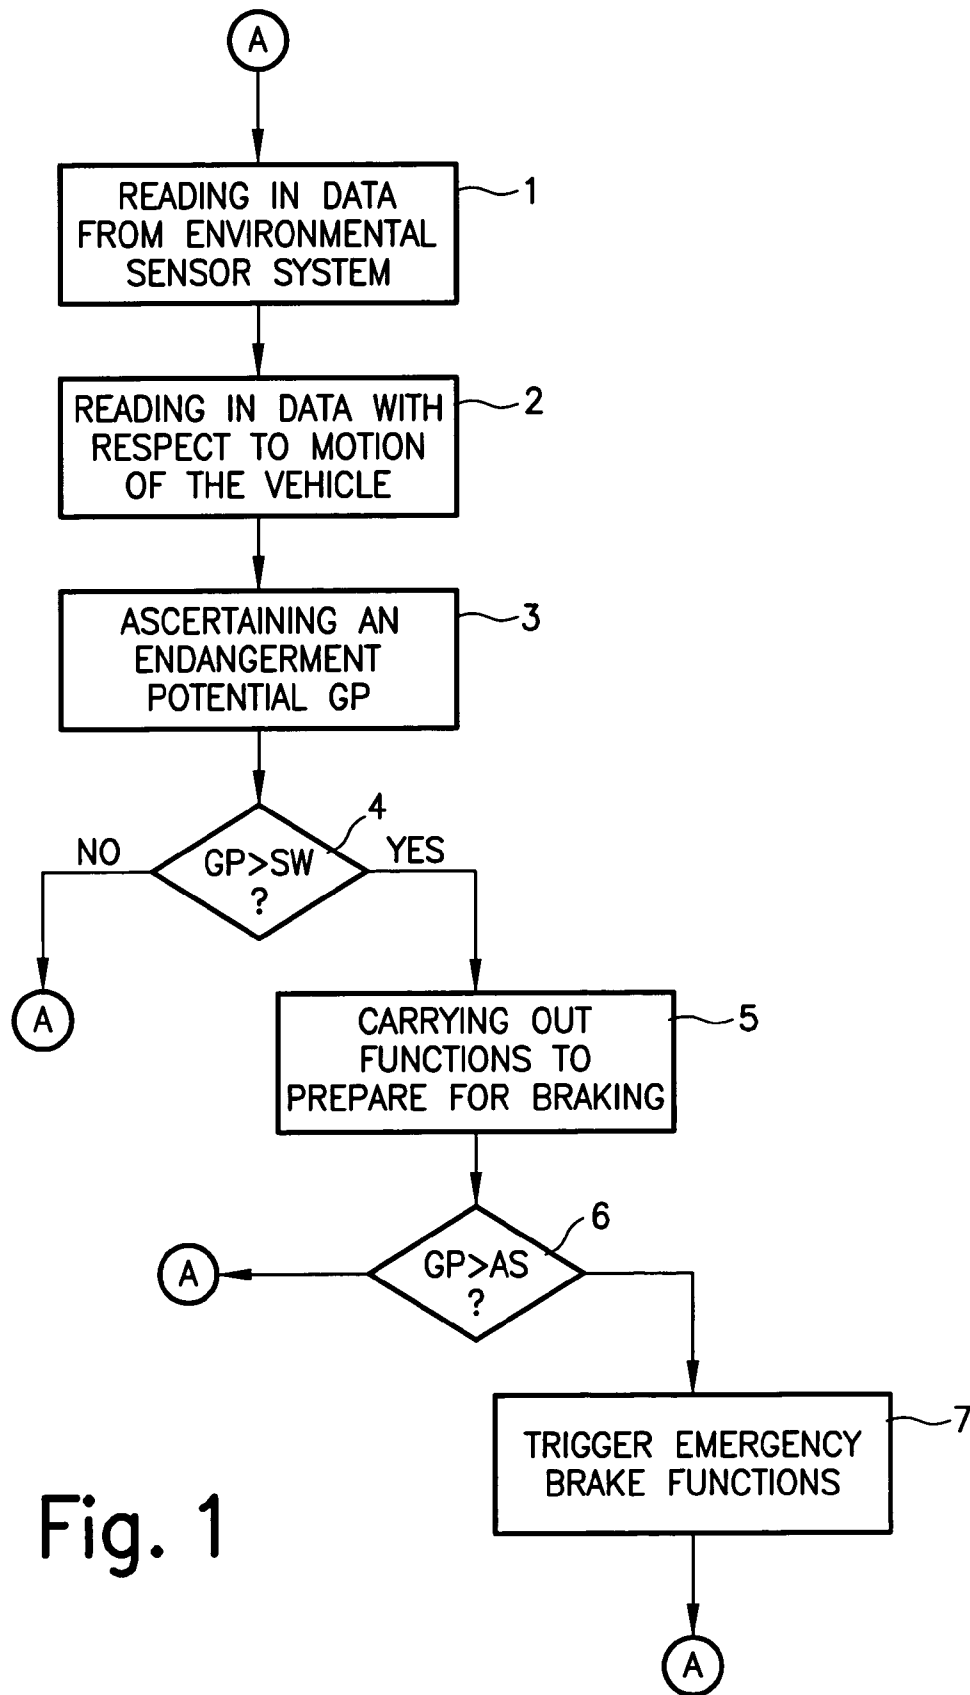 A
READING IN DATA
FROM ENVIRONMENTAL
SENSOR SYSTEM
1
READING IN DATA WITH
RESPECT TO MOTION
OF THE VEHICLE
2
ASCERTAINING AN
ENDANGERMENT
POTENTIAL GP
3
4
NO
GP>SW
?
YES
A
CARRYING OUT
FUNCTIONS TO
PREPARE FOR BRAKING
5
6
A
GP>AS
?
TRIGGER EMERGENCY
BRAKE FUNCTIONS
7
Fig. 1
A